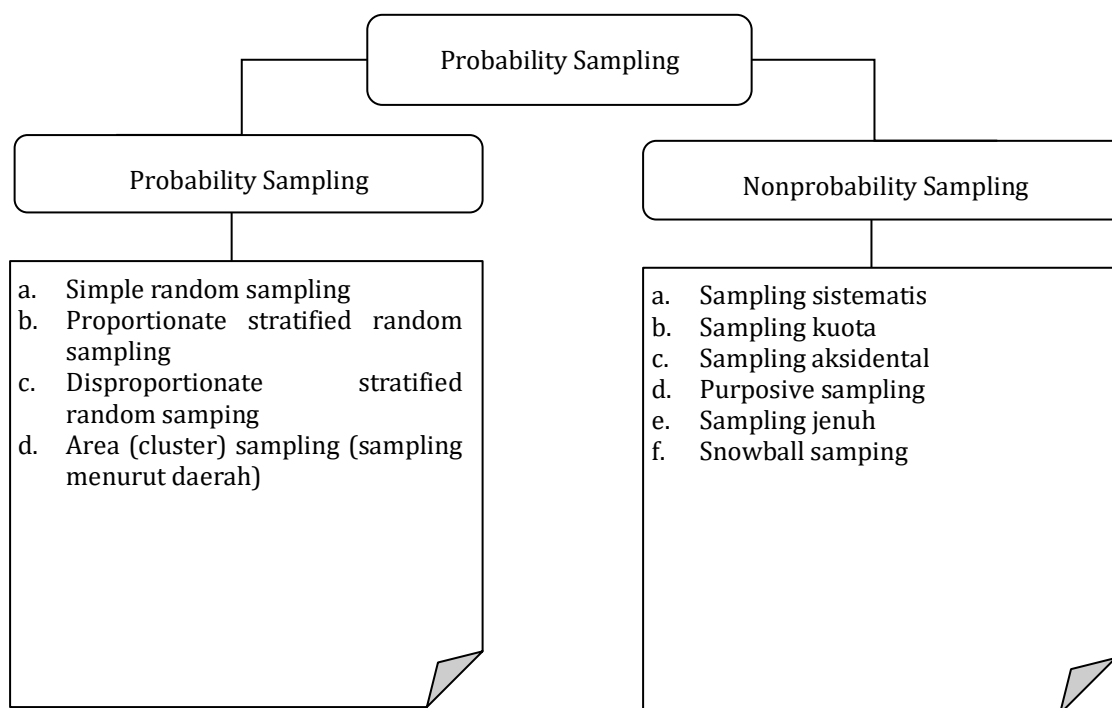 Probability Sampling
Probability Sampling
a. Simple random sampling
b. Proportionate stratified random
sampling
c. Disproportionate stratified
random samping
d. Area (cluster) sampling (sampling
menurut daerah)
Nonprobability Sampling
a. Sampling sistematis
b. Sampling kuota
c. Sampling aksidental
d. Purposive sampling
e. Sampling jenuh
f. Snowball samping